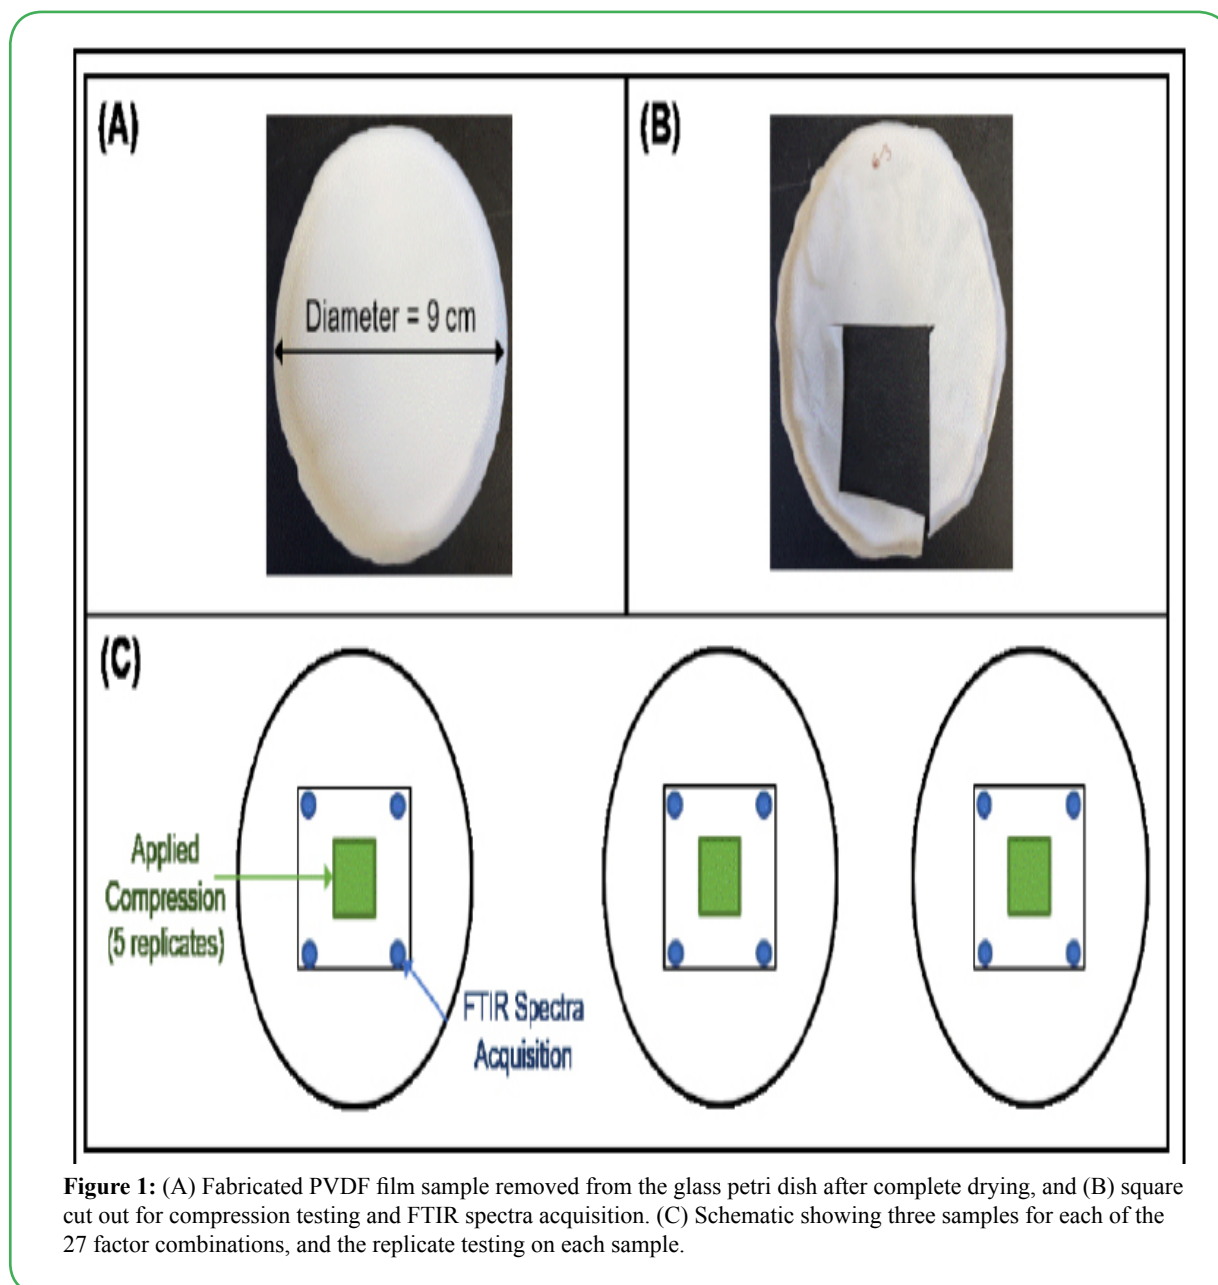 (A)
(B)
Diameter = 9 cm
(C)
Applied
Compression
(5 replicates)
FTIR Spectra
Acquisition
Figure 1: (A) Fabricated PVDF film sample removed from the glass petri dish after complete drying, and (B) square
cut out for compression testing and FTIR spectra acquisition. (C) Schematic showing three samples for each of the
27 factor combinations, and the replicate testing on each sample.